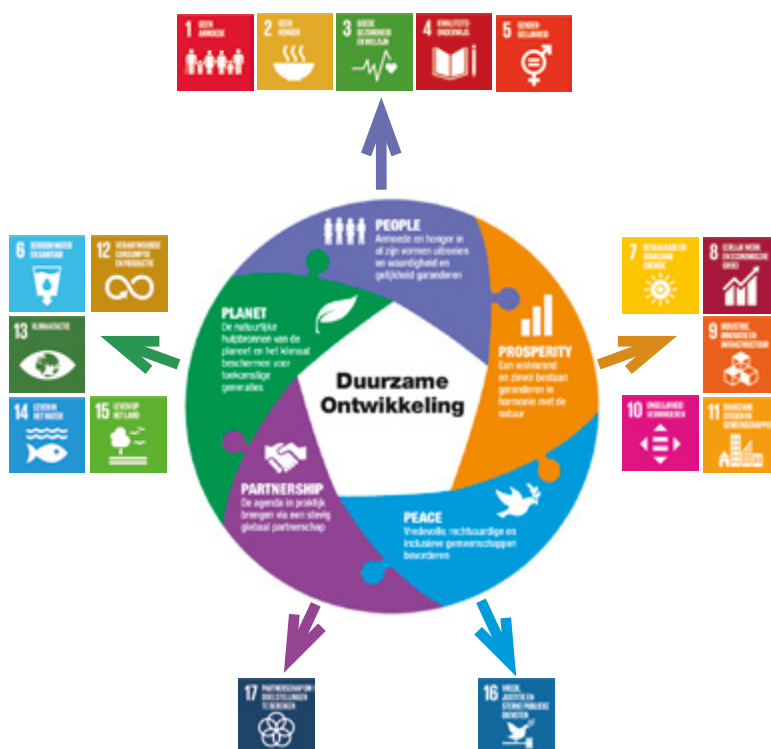 1 GEEN
ARMOEDE
2 GEEN
HONGER
3 GOEDE
GEZONDHEID
EN WELZIJN
4 KWALITEITS-
ONDERWIJS
5 GENDER-
GELIJKHEID
PEOPLE
Armoede en honger in
al zijn vormen uitbannen
en waardigheid en
gelijkheid garanderen
6 SCHOON WATER
EN SANITAIR
12 VERANTWOORDE
CONSUMPTIE
EN PRODUCTIE
13 KLIMAATACTIE
14 LEVEN IN
HET WATER
15 LEVEN OP
HET LAND
PLANET
De natuurlijke
hulpbronnen van de
planeet en het klimaat
beschermen voor
toekomstige
generaties
Duurzame
Ontwikkeling
PROSPERITY
Een welvarend
en zinvol bestaan
garanderen in
harmonie met de
natuur
7 BETAALBARE EN
DUURZAME
ENERGIE
8 EERLIJK WERK
EN ECONOMISCHE
GROEI
9 INDUSTRIE,
INNOVATIE EN
INFRASTRUCTUUR
10 ONGELIJKHEID
VERMINDEREN
11 DUURZAME
STEDEN EN
GEMEENSCHAPPEN
PARTNERSHIP
De agenda in praktijk
brengen via een stevig
globaal partnerschap
PEACE
Vredevolle, rechtvaardige en
inclusieve gemeenschappen
bevorderen
17 PARTNERSCHAP OM
DOELSTELLINGEN
TE BEREIKEN
16 VREDE,
JUSTITIE EN
STERKE PUBLIEKE
DIENSTEN